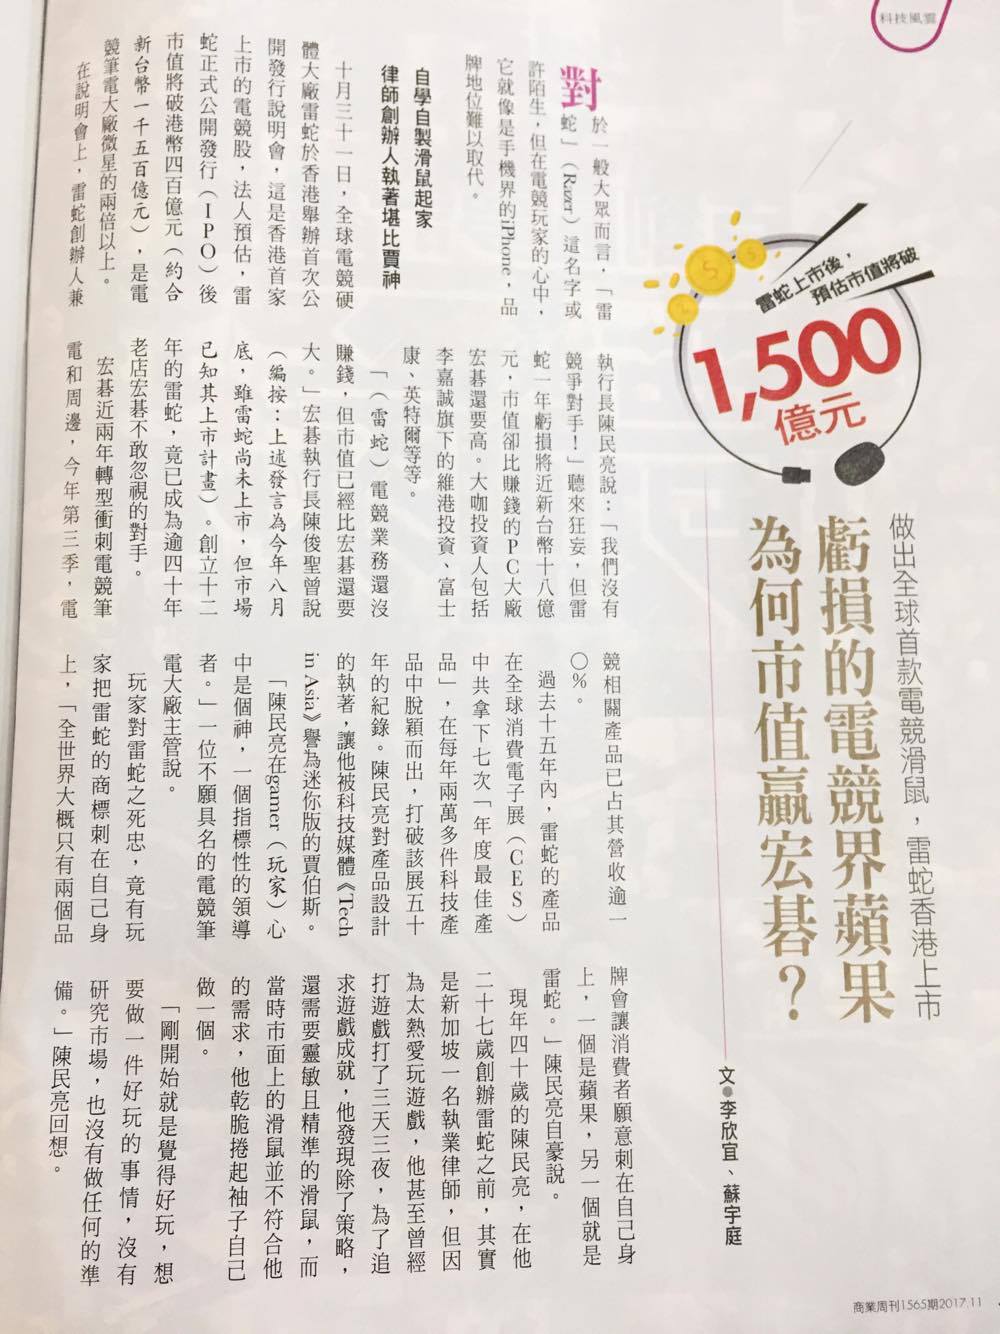 科技風雲
做出全球首款電競滑鼠，雷蛇香港上市
虧損的電競界蘋果
為何市值贏宏碁？
文●李欣宜、蘇宇庭
雷蛇上市後，
預估市值將破
1,500
億元
對於一般大眾而言，「雷
蛇」（Razer）這名字或
許陌生，但在電競玩家的心中，
它就像是手機界的iPhone，品
牌地位難以取代。
自學自製滑鼠起家
律師創辦人執著堪比賈神
十月三十一日，全球電競硬
體大廠雷蛇於香港舉辦首次公
開發行說明會，這是香港首家
上市的電競股，法人預估，雷
蛇正式公開發行（IPO）後
市值將破港幣四百億元（約合
新台幣一千五百億元），是電
競筆電大廠微星的兩倍以上。
在說明會上，雷蛇創辦人兼
執行長陳民亮說：「我們沒有
競爭對手！」聽來狂妄，但雷
蛇一年虧損將近新台幣十八億
元，市值卻比賺錢的PC大廠
宏碁還要高。大咖投資人包括
李嘉誠旗下的維港投資、富士
康、英特爾等等。
「（雷蛇）電競業務還沒
賺錢，但市值已經比宏碁還要
大。」宏碁執行長陳俊聖曾說
（編按：上述發言為今年八月
底，雖雷蛇尚未上市，但市場
已知其上市計畫）。創立十二
年的雷蛇，竟已成為逾四十年
老店宏碁不敢忽視的對手。
宏碁近兩年轉型衝刺電競筆
電和周邊，今年第三季，電
競相關產品已占其營收逾一
○％。
過去十五年內，雷蛇的產品
在全球消費電子展（CES）
中共拿下七次「年度最佳產
品」，在每年兩萬多件科技產
品中脫穎而出，打破該展五十
年的紀錄。陳民亮對產品設計
的執著，讓他被科技媒體《Tech
in Asia》譽為迷你版的賈伯斯。
「陳民亮在gamer（玩家）心
中是個神，一個指標性的領導
者。」一位不願具名的電競筆
電大廠主管說。
玩家對雷蛇之死忠，竟有玩
家把雷蛇的商標刺在自己身
上，「全世界大概只有兩個品
牌會讓消費者願意刺在自己身
上，一個是蘋果，另一個就是
雷蛇。」陳民亮自豪說。
現年四十歲的陳民亮，在他
二十七歲創辦雷蛇之前，其實
是新加坡一名執業律師，但因
為太熱愛玩遊戲，他甚至曾經
打遊戲打了三天三夜，為了追
求遊戲成就，他發現除了策略，
還需要靈敏且精準的滑鼠，而
當時市面上的滑鼠並不符合他
的需求，他乾脆捲起袖子自己
做一個。
「剛開始就是覺得好玩，想
要做一件好玩的事情，沒有
研究市場，也沒有做任何的準
備。」陳民亮回想。
商業周刊1565期2017.11